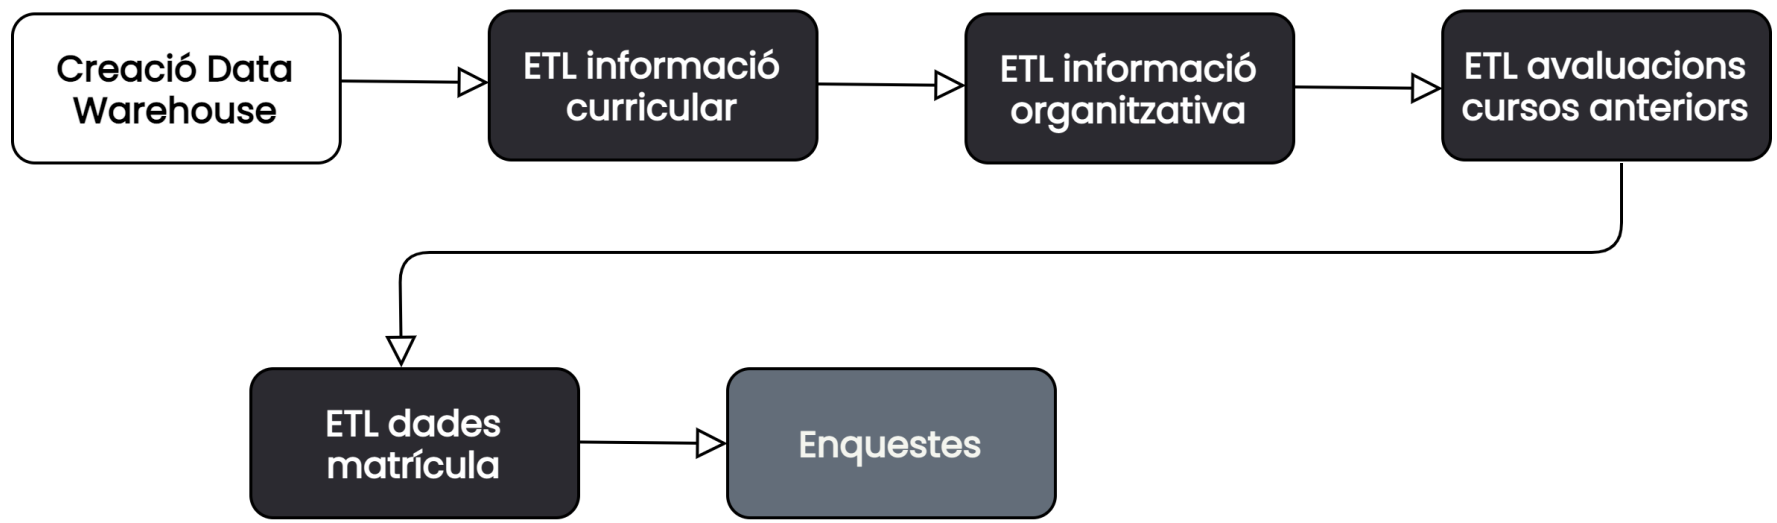 Creació Data
Warehouse
ETL informació
curricular
ETL informació
organitzativa
ETL avaluacions
cursos anteriors
ETL dades
matrícula
Enquestes